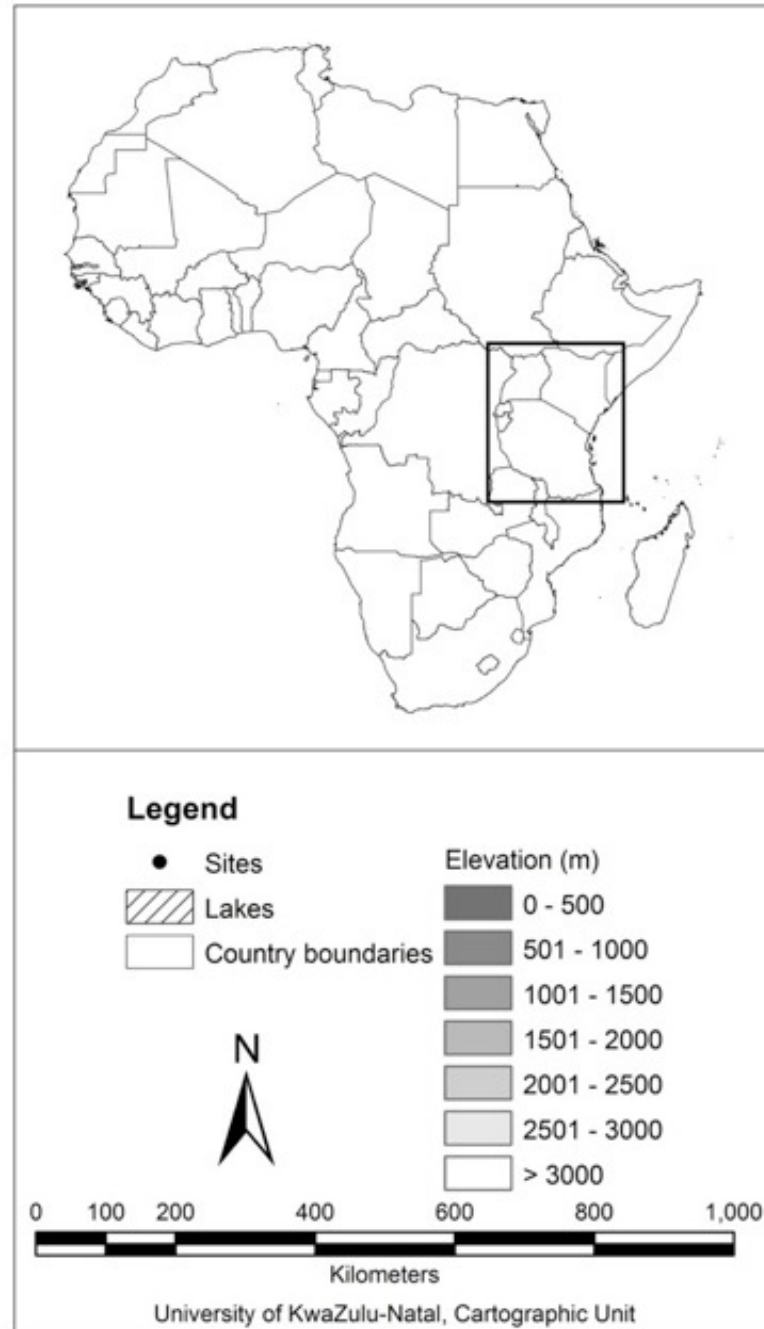 Legend
Sites
Lakes
Country boundaries
Elevation (m)
0 - 500
501 - 1000
1001 - 1500
1501 - 2000
2001 - 2500
2501 - 3000
> 3000
N
0 100 200 400 600 800 1,000
Kilometers
University of KwaZulu-Natal, Cartographic Unit